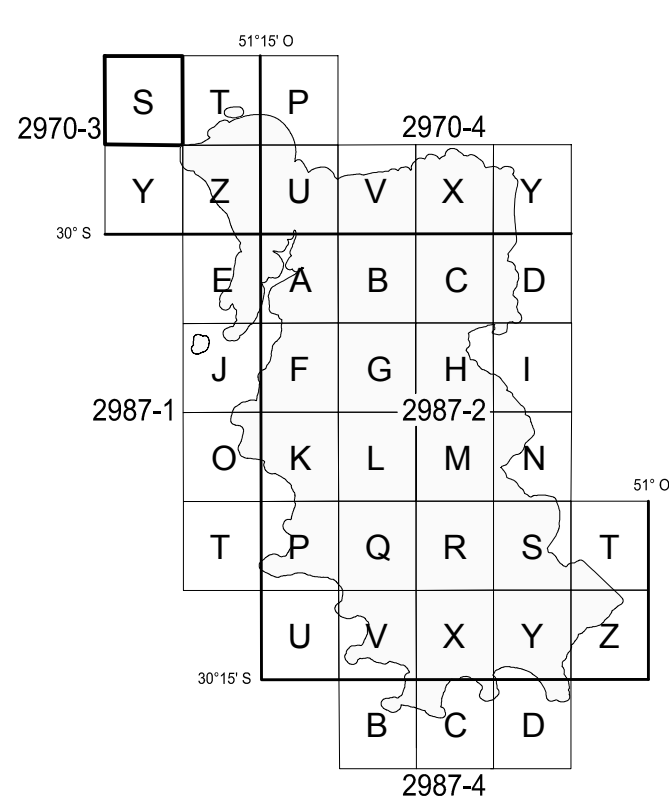 51°15' O
S T P
2970-3 2970-4
Y Z U V X Y
30° S
E A B C D
J F G H I
2987-1 2987-2
O K L M N
51° O
T P Q R S T
U V X Y Z
30°15' S
B C D
2987-4